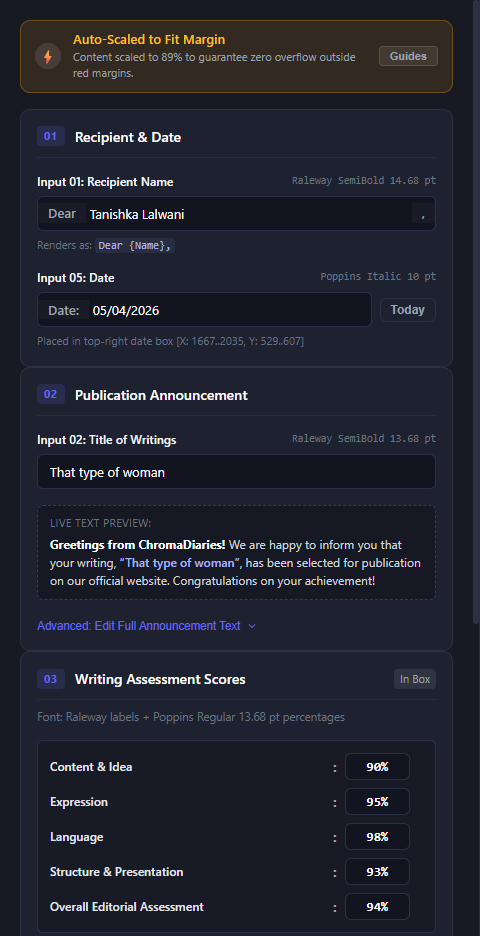 Auto-Scaled to Fit Margin
Content scaled to 89% to guarantee zero overflow outside
red margins.
Guides
01 Recipient & Date
Input 01: Recipient Name Raleway SemiBold 14.68 pt
Dear Tanishka Lalwani ,
Renders as: Dear {Name},
Input 05: Date Poppins Italic 10 pt
Date: 05/04/2026 Today
Placed in top-right date box [X: 1667..2035, Y: 529..607]
02 Publication Announcement
Input 02: Title of Writings Raleway SemiBold 13.68 pt
That type of woman
LIVE TEXT PREVIEW:
Greetings from ChromaDiaries! We are happy to inform you that
your writing, “That type of woman”, has been selected for publication
on our official website. Congratulations on your achievement!
Advanced: Edit Full Announcement Text
03 Writing Assessment Scores In Box
Font: Raleway labels + Poppins Regular 13.68 pt percentages
Content & Idea : 90%
Expression : 95%
Language : 98%
Structure & Presentation : 93%
Overall Editorial Assessment : 94%